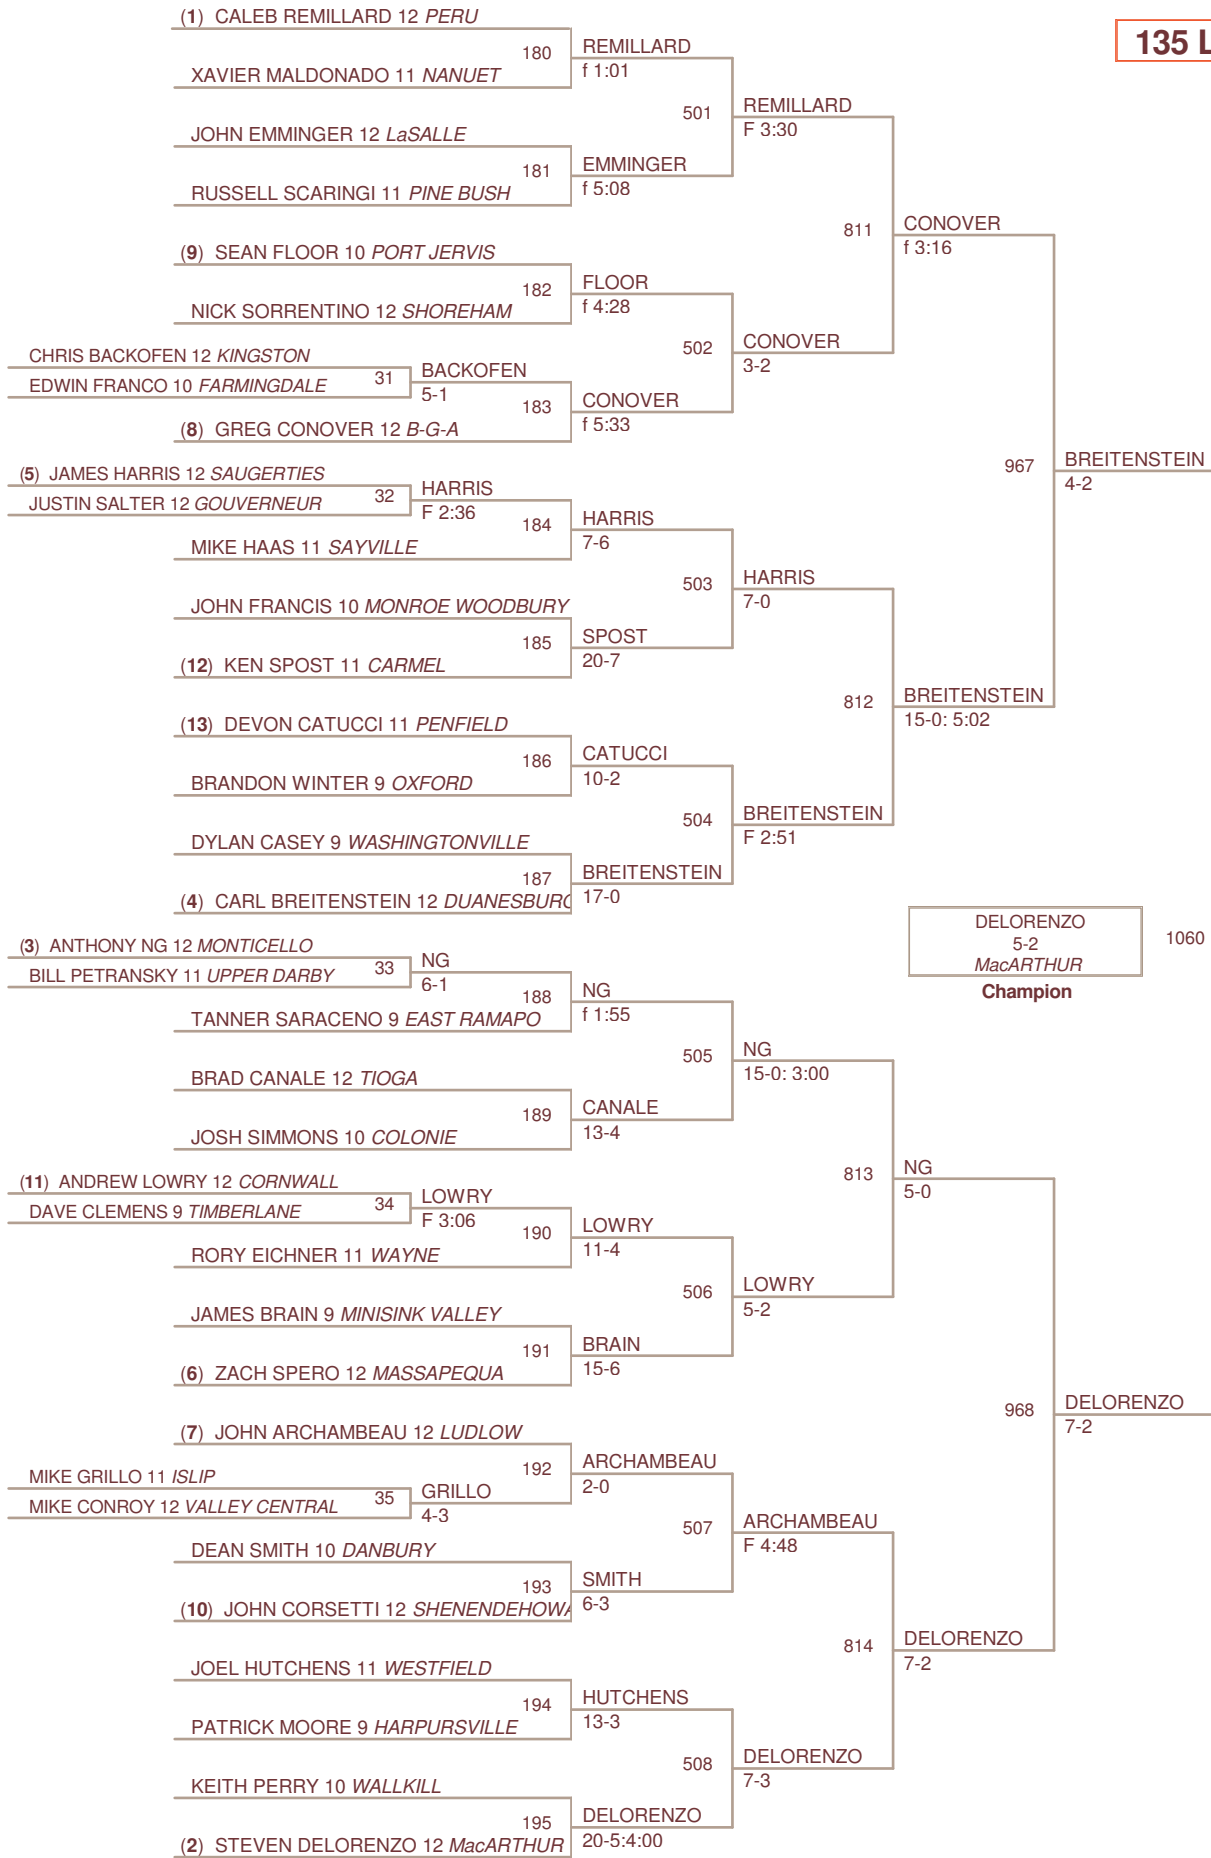 (1) CALEB REMILLARD 12 PERU
135 L
180 REMILLARD
f 1:01
XAVIER MALDONADO 11 NANUET
501 REMILLARD
F 3:30
JOHN EMMINGER 12 LaSALLE
181 EMMINGER
f 5:08
RUSSELL SCARINGI 11 PINE BUSH
811 CONOVER
f 3:16
(9) SEAN FLOOR 10 PORT JERVIS
182 FLOOR
f 4:28
NICK SORRENTINO 12 SHOREHAM
502 CONOVER
3-2
CHRIS BACKOFEN 12 KINGSTON
31 BACKOFEN
5-1
EDWIN FRANCO 10 FARMINGDALE
183 CONOVER
f 5:33
(8) GREG CONOVER 12 B-G-A
967 BREITENSTEIN
4-2
(5) JAMES HARRIS 12 SAUGERTIES
32 HARRIS
F 2:36
JUSTIN SALTER 12 GOUVERNEUR
184 HARRIS
7-6
MIKE HAAS 11 SAYVILLE
503 HARRIS
7-0
JOHN FRANCIS 10 MONROE WOODBURY
185 SPOST
20-7
(12) KEN SPOST 11 CARMEL
812 BREITENSTEIN
15-0: 5:02
(13) DEVON CATUCCI 11 PENFIELD
186 CATUCCI
10-2
BRANDON WINTER 9 OXFORD
504 BREITENSTEIN
F 2:51
DYLAN CASEY 9 WASHINGTONVILLE
187 BREITENSTEIN
17-0
(4) CARL BREITENSTEIN 12 DUANESBURG
DELORENZO
5-2
MacARTHUR
1060
Champion
(3) ANTHONY NG 12 MONTICELLO
33 NG
6-1
BILL PETRANSKY 11 UPPER DARBY
188 NG
f 1:55
TANNER SARACENO 9 EAST RAMAPO
505 NG
15-0: 3:00
BRAD CANALE 12 TIOGA
189 CANALE
13-4
JOSH SIMMONS 10 COLONIE
813 NG
5-0
(11) ANDREW LOWRY 12 CORNWALL
34 LOWRY
F 3:06
DAVE CLEMENS 9 TIMBERLANE
190 LOWRY
11-4
RORY EICHNER 11 WAYNE
506 LOWRY
5-2
JAMES BRAIN 9 MINISINK VALLEY
191 BRAIN
15-6
(6) ZACH SPERO 12 MASSAPEQUA
968 DELORENZO
7-2
(7) JOHN ARCHAMBEAU 12 LUDLOW
192 ARCHAMBEAU
2-0
MIKE GRILLO 11 ISLIP
35 GRILLO
4-3
MIKE CONROY 12 VALLEY CENTRAL
507 ARCHAMBEAU
F 4:48
DEAN SMITH 10 DANBURY
193 SMITH
6-3
(10) JOHN CORSETTI 12 SHENENDEHOWA
814 DELORENZO
7-2
JOEL HUTCHENS 11 WESTFIELD
194 HUTCHENS
13-3
PATRICK MOORE 9 HARPURSVILLE
508 DELORENZO
7-3
KEITH PERRY 10 WALLKILL
195 DELORENZO
20-5:4:00
(2) STEVEN DELORENZO 12 MacARTHUR